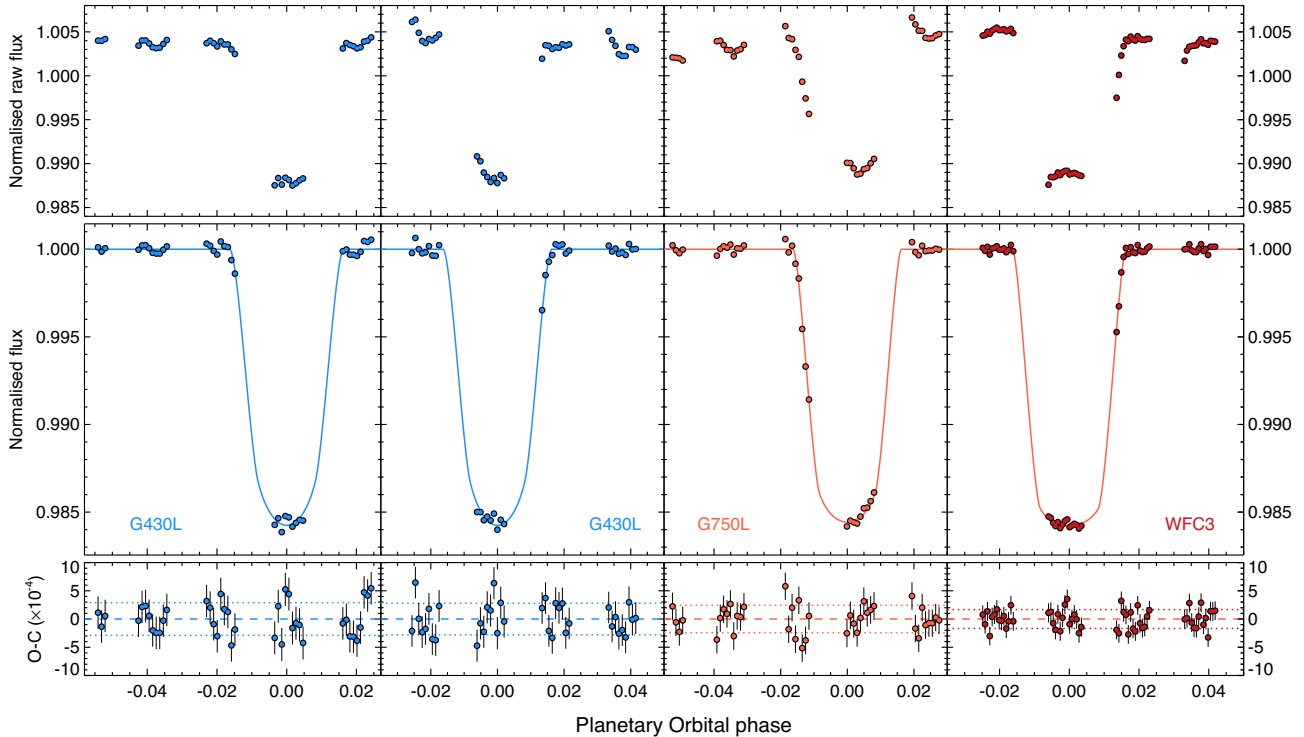 Normalised raw flux
1.005
1.000
0.995
0.990
0.985
1.005
1.000
0.995
0.990
0.985
Normalised flux
1.000
0.995
0.990
0.985
G430L
G430L
G750L
WFC3
1.000
0.995
0.990
0.985
O-C (×10⁻⁴)
10
5
0
-5
-10
10
5
0
-5
-10
-0.04 -0.02 0.00 0.02
-0.02 0.00 0.02 0.04
-0.04 -0.02 0.00 0.02
-0.02 0.00 0.02 0.04
Planetary Orbital phase